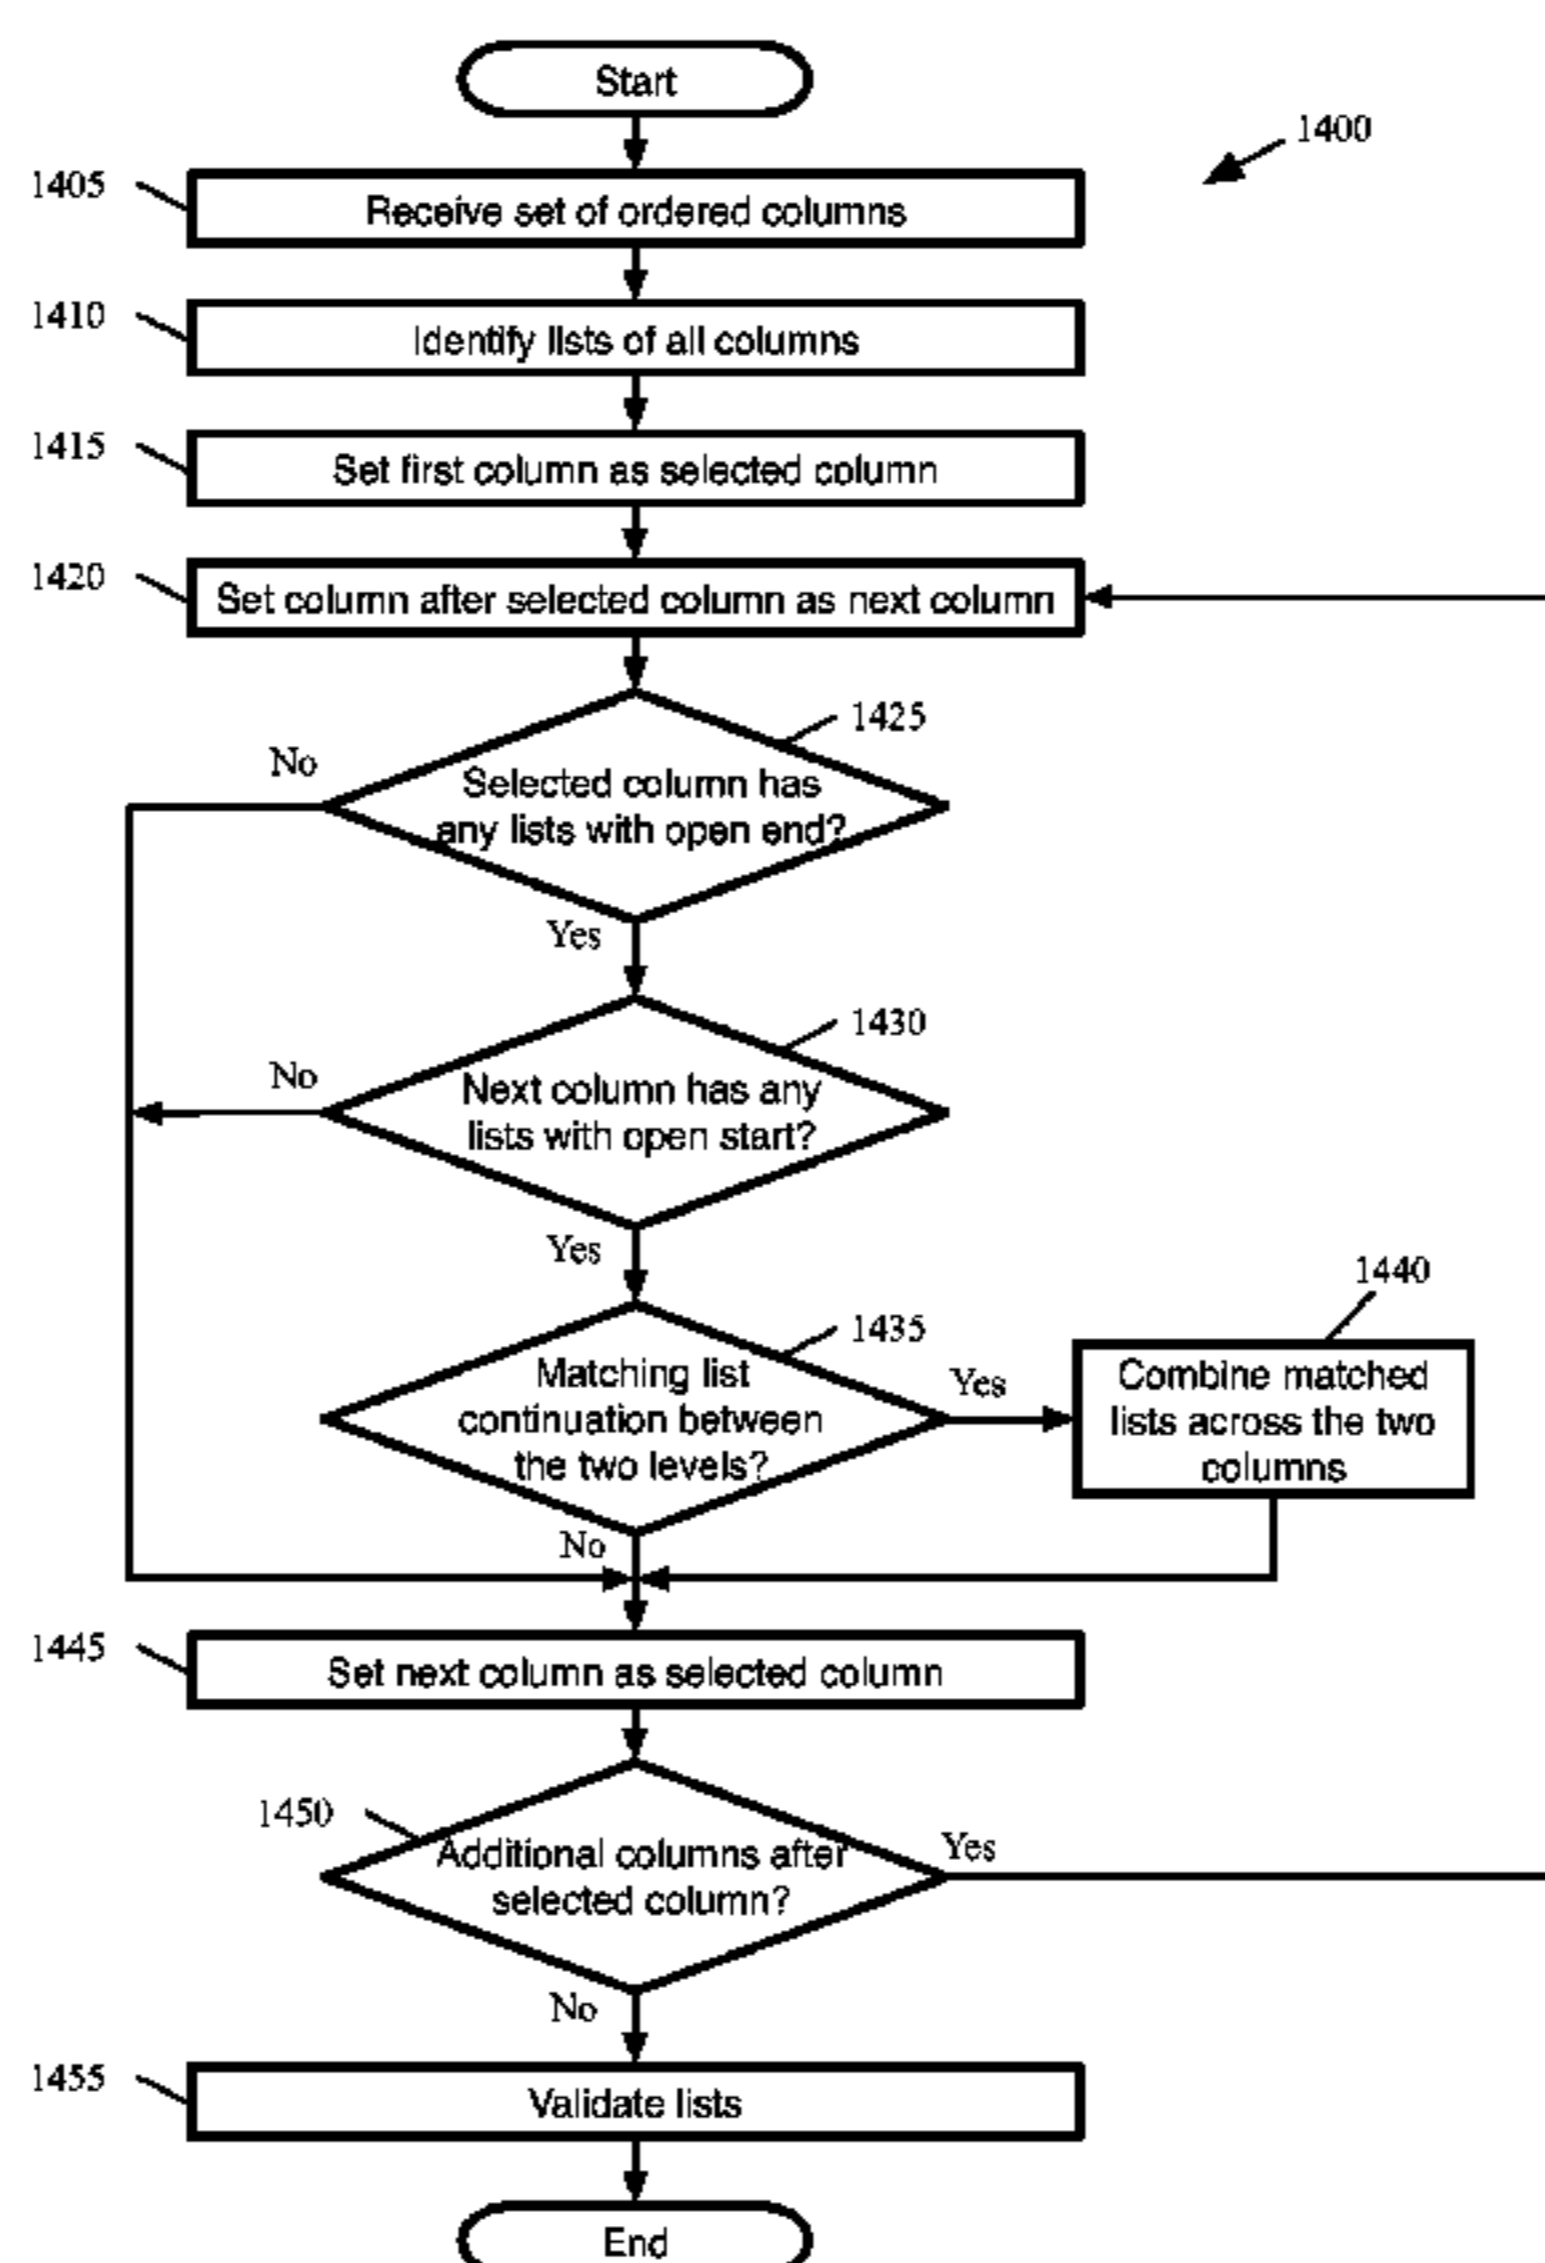 Start
1400
1405
Receive set of ordered columns
1410
Identify lists of all columns
1415
Set first column as selected column
1420
Set column after selected column as next column
1425
No
Selected column has
any lists with open end?
Yes
1430
No
Next column has any
lists with open start?
Yes
1440
1435
Matching list
continuation between
the two levels?
Yes
Combine matched
lists across the two
columns
No
1445
Set next column as selected column
1450
Additional columns after
selected column?
Yes
No
1455
Validate lists
End